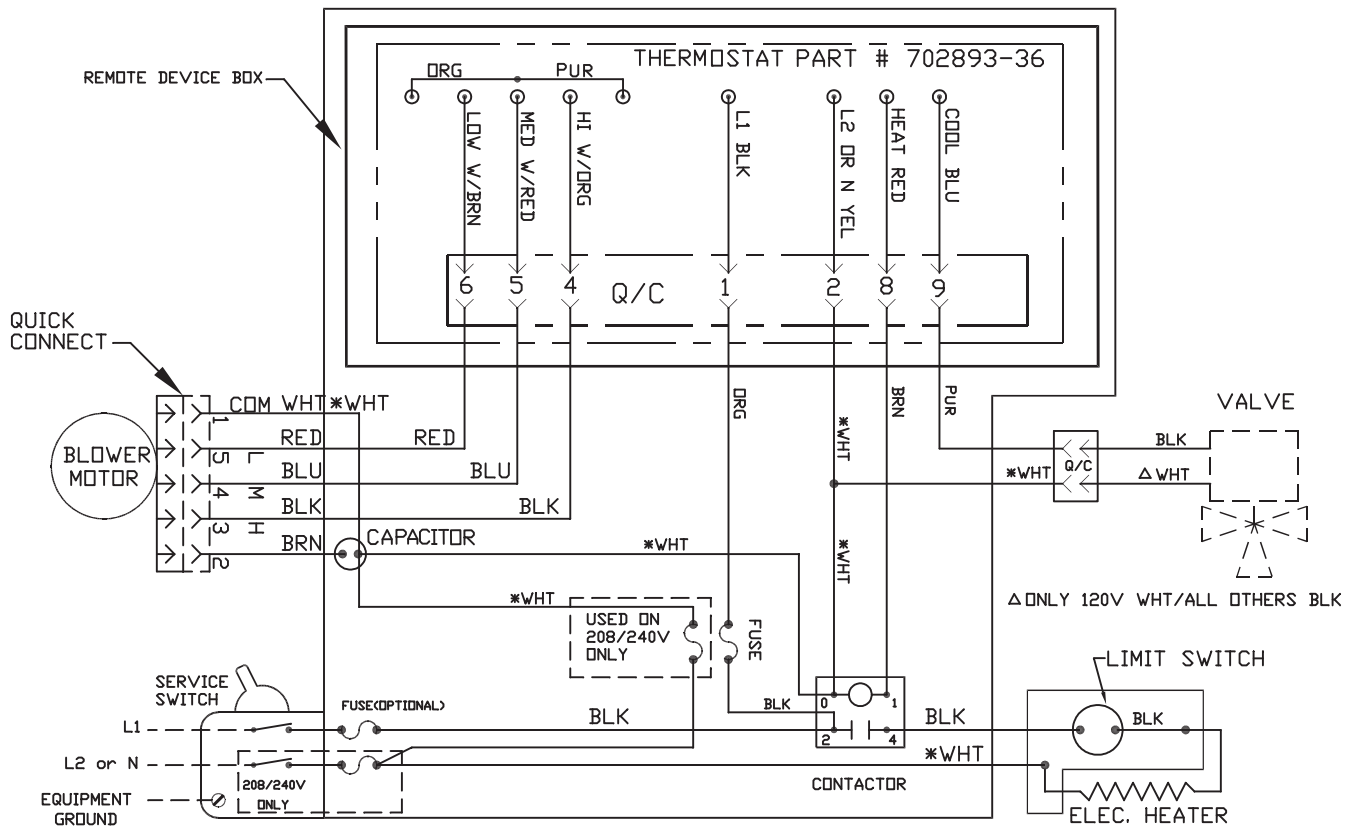 THERMOSTAT PART # 702893-36
REMOTE DEVICE BOX
ORG
PUR
LOW W/BRN
MED W/RED
HI W/ORG
L1 BLK
L2 OR N YEL
HEAT RED
COOL BLU
6
5
4
Q/C
1
2
8
9
QUICK
CONNECT
ORG
*WHT
BRN
PUR
VALVE
COM WHT *WHT
1
RED
RED
BLK
BLOWER
MOTOR
5
L
BLU
BLU
Q/C
*WHT
△ WHT
4
M
BLK
BLK
3
H
BRN
2
CAPACITOR
*WHT
*WHT
*WHT
△ ONLY 120V WHT/ALL OTHERS BLK
USED ON
208/240V
ONLY
FUSE
LIMIT SWITCH
SERVICE
SWITCH
FUSE(OPTIONAL)
BLK
0
1
L1
BLK
2
4
BLK
BLK
L2 or N
*WHT
208/240V
ONLY
CONTACTOR
EQUIPMENT
GROUND
ELEC. HEATER